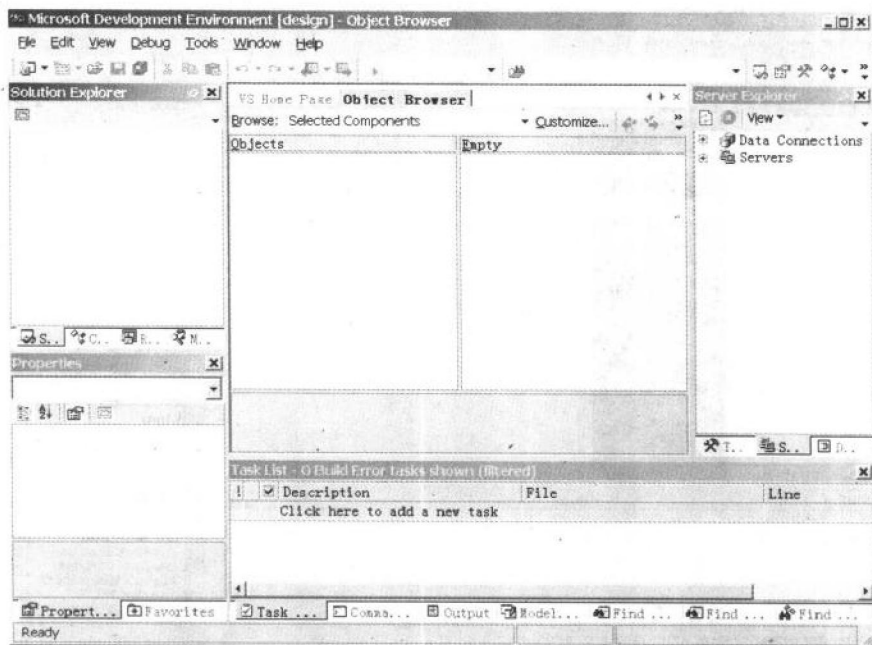 Microsoft Development Environment [design] - Object Browser
File Edit View Debug Tools Window Help
Solution Explorer
VS Home Page Object Browser
Server Explorer
Browse: Selected Components
Customize...
View
Objects
Empty
Data Connections
Servers
S.. C.. R.. M..
Properties
T.. S.. D..
Task List - 0 Build Error tasks shown (filtered)
! Description File Line
Click here to add a new task
Propert... Favorites
Task ... Comma... Output Model... Find ... Find ... Find ...
Ready